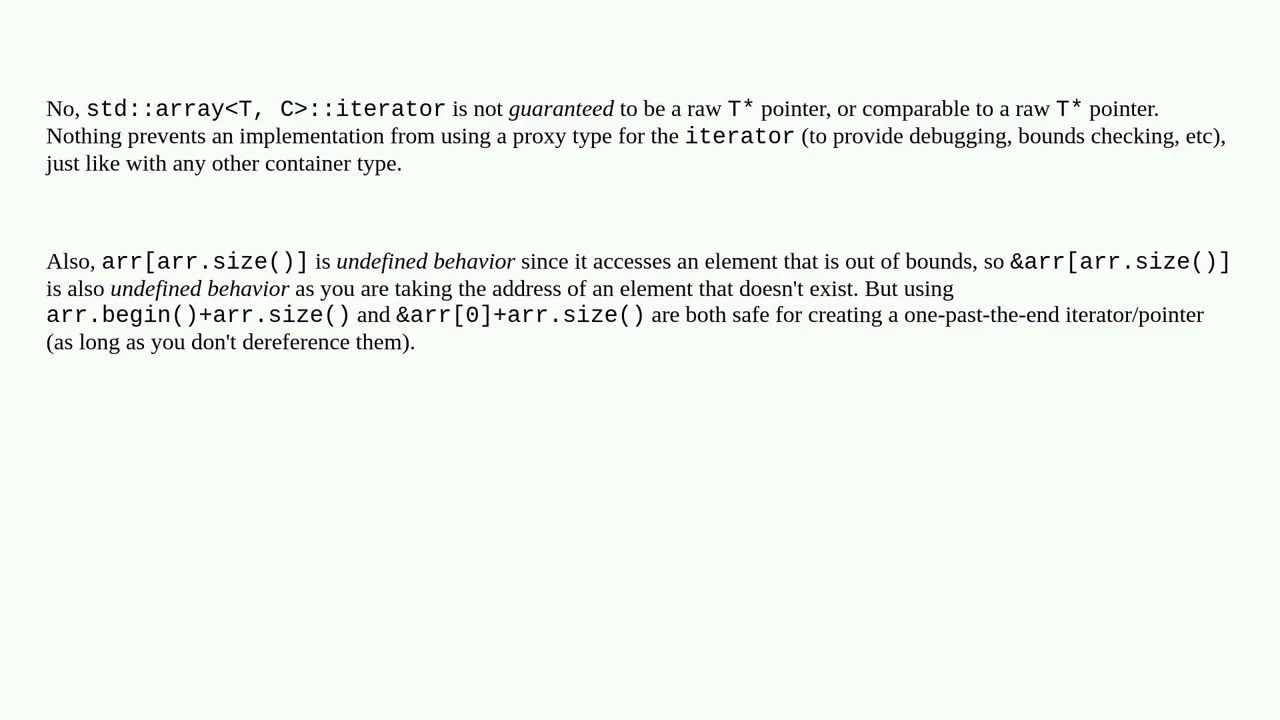 No, std::array<T, C>::iterator is not guaranteed to be a raw T* pointer, or comparable to a raw T* pointer.
Nothing prevents an implementation from using a proxy type for the iterator (to provide debugging, bounds checking, etc),
just like with any other container type.
Also, arr[arr.size()] is undefined behavior since it accesses an element that is out of bounds, so &arr[arr.size()]
is also undefined behavior as you are taking the address of an element that doesn't exist. But using
arr.begin()+arr.size() and &arr[0]+arr.size() are both safe for creating a one-past-the-end iterator/pointer
(as long as you don't dereference them).